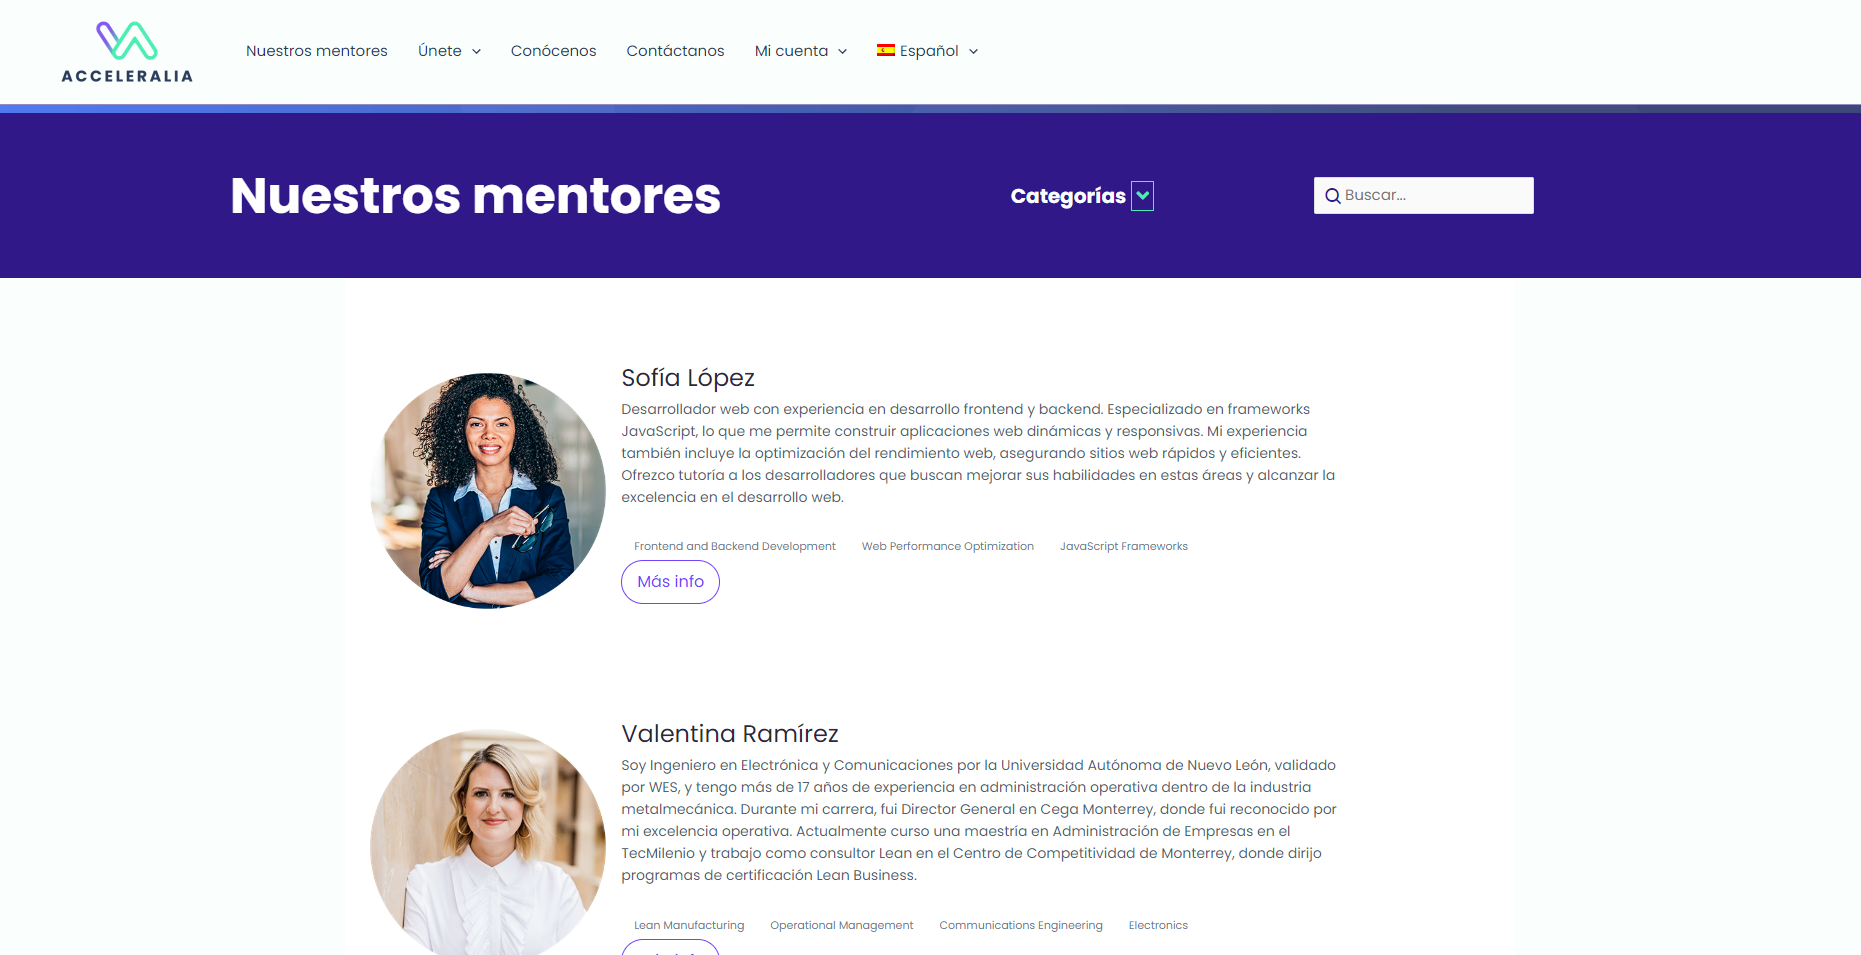 ACCELERALIA
Nuestros mentores
Únete
Conócenos
Contáctanos
Mi cuenta
Español
Nuestros mentores
Categorías
Buscar...
Sofía López
Desarrollador web con experiencia en desarrollo frontend y backend. Especializado en frameworks
JavaScript, lo que me permite construir aplicaciones web dinámicas y responsivas. Mi experiencia
también incluye la optimización del rendimiento web, asegurando sitios web rápidos y eficientes.
Ofrezco tutoría a los desarrolladores que buscan mejorar sus habilidades en estas áreas y alcanzar la
excelencia en el desarrollo web.
Frontend and Backend Development
Web Performance Optimization
JavaScript Frameworks
Más info
Valentina Ramírez
Soy Ingeniero en Electrónica y Comunicaciones por la Universidad Autónoma de Nuevo León, validado
por WES, y tengo más de 17 años de experiencia en administración operativa dentro de la industria
metalmecánica. Durante mi carrera, fui Director General en Cega Monterrey, donde fui reconocido por
mi excelencia operativa. Actualmente curso una maestría en Administración de Empresas en el
TecMilenio y trabajo como consultor Lean en el Centro de Competitividad de Monterrey, donde dirijo
programas de certificación Lean Business.
Lean Manufacturing
Operational Management
Communications Engineering
Electronics